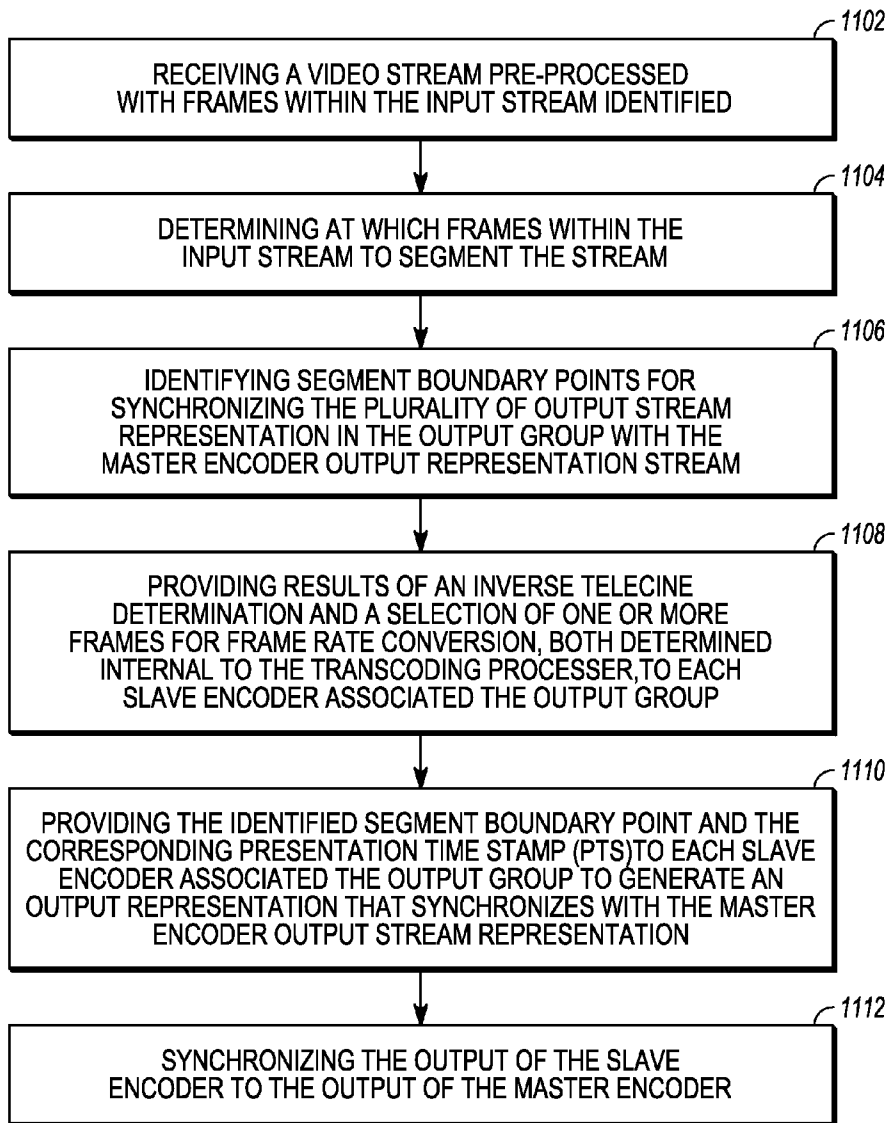 1102
RECEIVING A VIDEO STREAM PRE-PROCESSED
WITH FRAMES WITHIN THE INPUT STREAM IDENTIFIED
1104
DETERMINING AT WHICH FRAMES WITHIN THE
INPUT STREAM TO SEGMENT THE STREAM
1106
IDENTIFYING SEGMENT BOUNDARY POINTS FOR
SYNCHRONIZING THE PLURALITY OF OUTPUT STREAM
REPRESENTATION IN THE OUTPUT GROUP WITH THE
MASTER ENCODER OUTPUT REPRESENTATION STREAM
1108
PROVIDING RESULTS OF AN INVERSE TELECINE
DETERMINATION AND A SELECTION OF ONE OR MORE
FRAMES FOR FRAME RATE CONVERSION, BOTH DETERMINED
INTERNAL TO THE TRANSCODING PROCESSER,TO EACH
SLAVE ENCODER ASSOCIATED THE OUTPUT GROUP
1110
PROVIDING THE IDENTIFIED SEGMENT BOUNDARY POINT AND THE
CORRESPONDING PRESENTATION TIME STAMP (PTS)TO EACH SLAVE
ENCODER ASSOCIATED THE OUTPUT GROUP TO GENERATE AN
OUTPUT REPRESENTATION THAT SYNCHRONIZES WITH THE MASTER
ENCODER OUTPUT STREAM REPRESENTATION
1112
SYNCHRONIZING THE OUTPUT OF THE SLAVE
ENCODER TO THE OUTPUT OF THE MASTER ENCODER